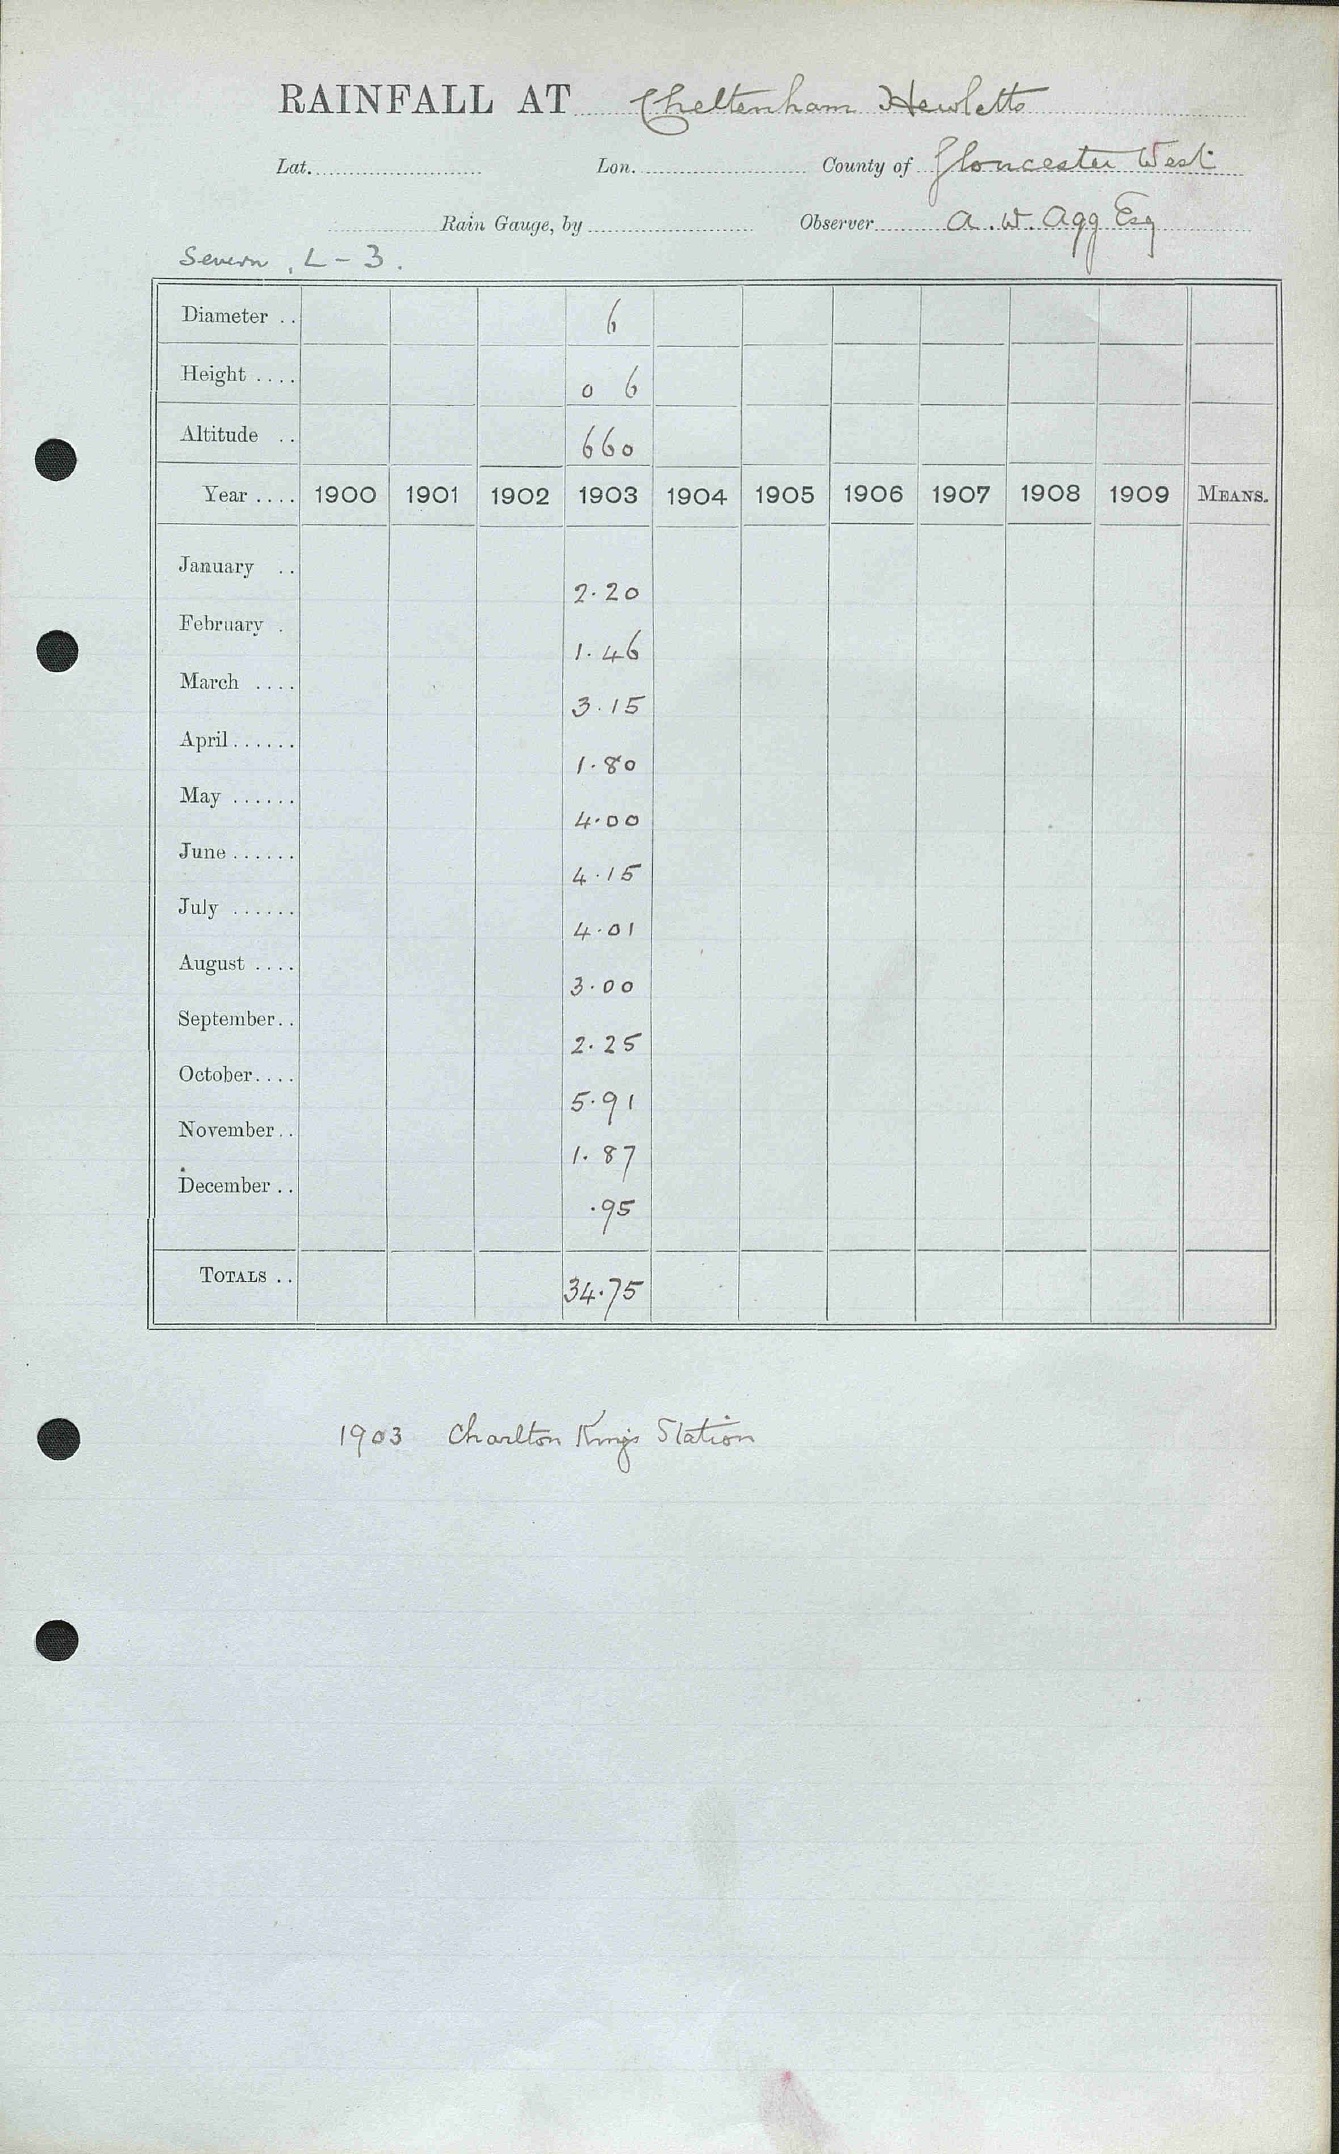 RAINFALL AT Cheltenham Hewletts
Lat. Lon. County of Gloucester West
Rain Gauge, by Observer A. W. Agg Esq
Severn, L - 3.
Diameter .. 6
Height .... 0 6
Altitude .. 660
Year .... 1900 1901 1902 1903 1904 1905 1906 1907 1908 1909 MEANS.
January .. 2.20
February . 1.46
March .... 3.15
April...... 1.80
May ...... 4.00
June ...... 4.15
July ...... 4.01
August .... 3.00
September.. 2.25
October.... 5.91
November.. 1.87
December .. .95
TOTALS .. 34.75
1903 Charlton Kings Station